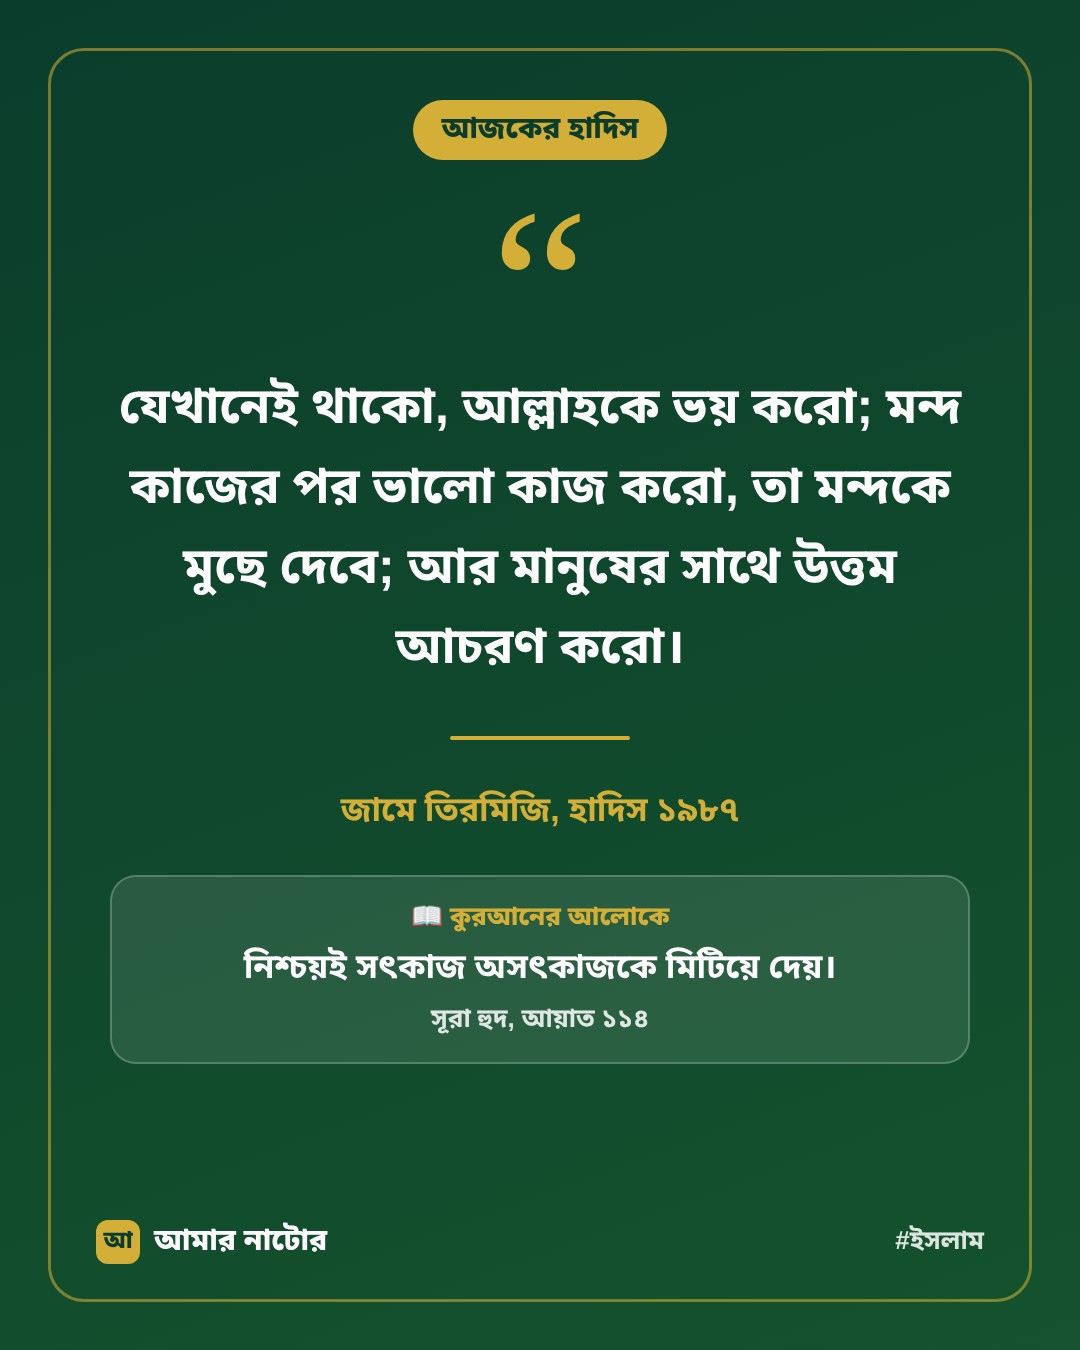 আজকের হাদিস
“
যেখানেই থাকো, আল্লাহকে ভয় করো; মন্দ
কাজের পর ভালো কাজ করো, তা মন্দকে
মুছে দেবে; আর মানুষের সাথে উত্তম
আচরণ করো।
জামে তিরমিজি, হাদিস ১৯৮৭
📖 কুরআনের আলোকে
নিশ্চয়ই সৎকাজ অসৎকাজকে মিটিয়ে দেয়।
সূরা হুদ, আয়াত ১১৪
আ আমার নাটোর
#ইসলাম